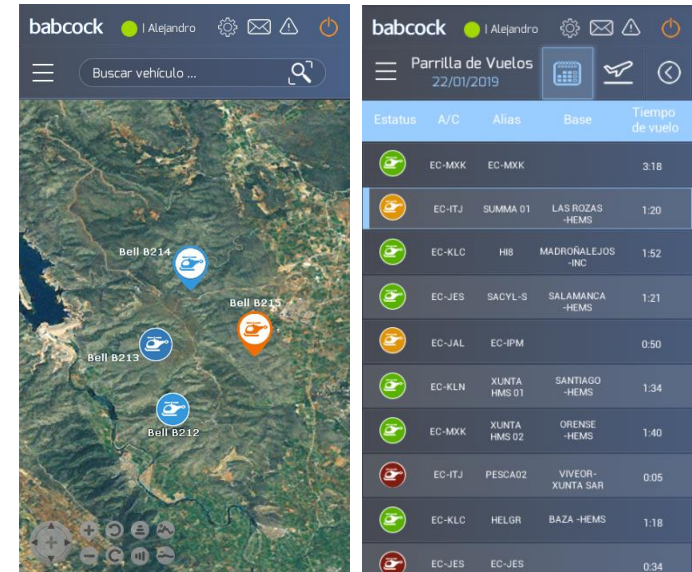 babcock | Alejandro
Buscar vehículo ...
Bell B214
Bell B215
Bell B213
Bell B212
babcock | Alejandro
Parrilla de Vuelos
22/01/2019
Estatus A/C Alias Base Tiempo de vuelo
EC-MXK EC-MXK 3:18
EC-ITJ SUMMA 01 LAS ROZAS -HEMS 1:20
EC-KLC HI8 MADROÑALEJOS -INC 1:52
EC-JES SACYL-S SALAMANCA -HEMS 1:21
EC-JAL EC-IPM 0:50
EC-KLN XUNTA HMS 01 SANTIAGO -HEMS 1:34
EC-MXK XUNTA HMS 02 ORENSE -HEMS 1:40
EC-ITJ PESCA02 VIVEOR- XUNTA SAR 0:05
EC-KLC HELGR BAZA -HEMS 1:18
EC-JES EC-JES 0:34